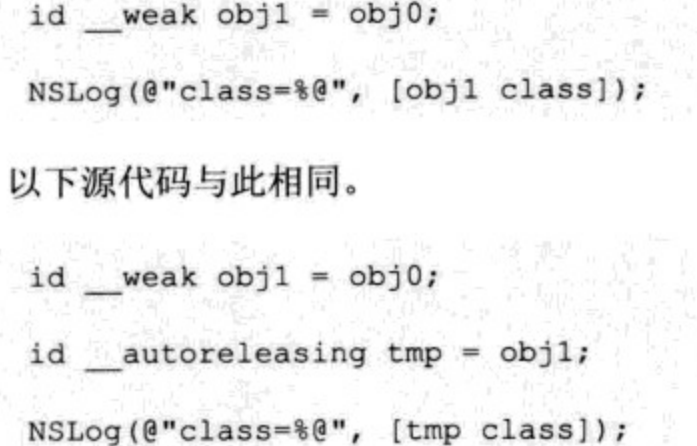 id __weak obj1 = obj0;
NSLog(@"class=%@", [obj1 class]);
以下源代码与此相同。
id __weak obj1 = obj0;
id __autoreleasing tmp = obj1;
NSLog(@"class=%@", [tmp class]);